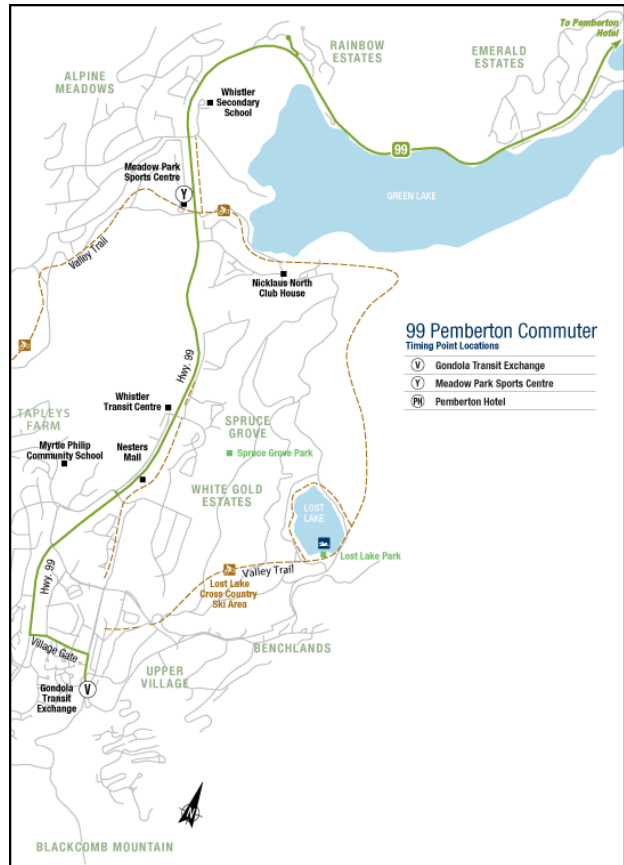 To Pemberton
Hotel
RAINBOW
ESTATES
EMERALD
ESTATES
ALPINE
MEADOWS
Whistler
Secondary
School
99
Meadow Park
Sports Centre
Y
GREEN LAKE
Valley Trail
Nicklaus North
Club House
Hwy. 99
99 Pemberton Commuter
Timing Point Locations
V Gondola Transit Exchange
Y Meadow Park Sports Centre
PH Pemberton Hotel
Whistler
Transit Centre
TAPLEYS
FARM
Myrtle Philip
Community School
Nesters
Mall
SPRUCE
GROVE
Spruce Grove Park
WHITE GOLD
ESTATES
LOST
LAKE
Lost Lake Park
Valley Trail
Lost Lake
Cross Country
Ski Area
Hwy. 99
Village Gate
BENCHLANDS
UPPER
VILLAGE
Gondola
Transit
Exchange
V
N
BLACKCOMB MOUNTAIN